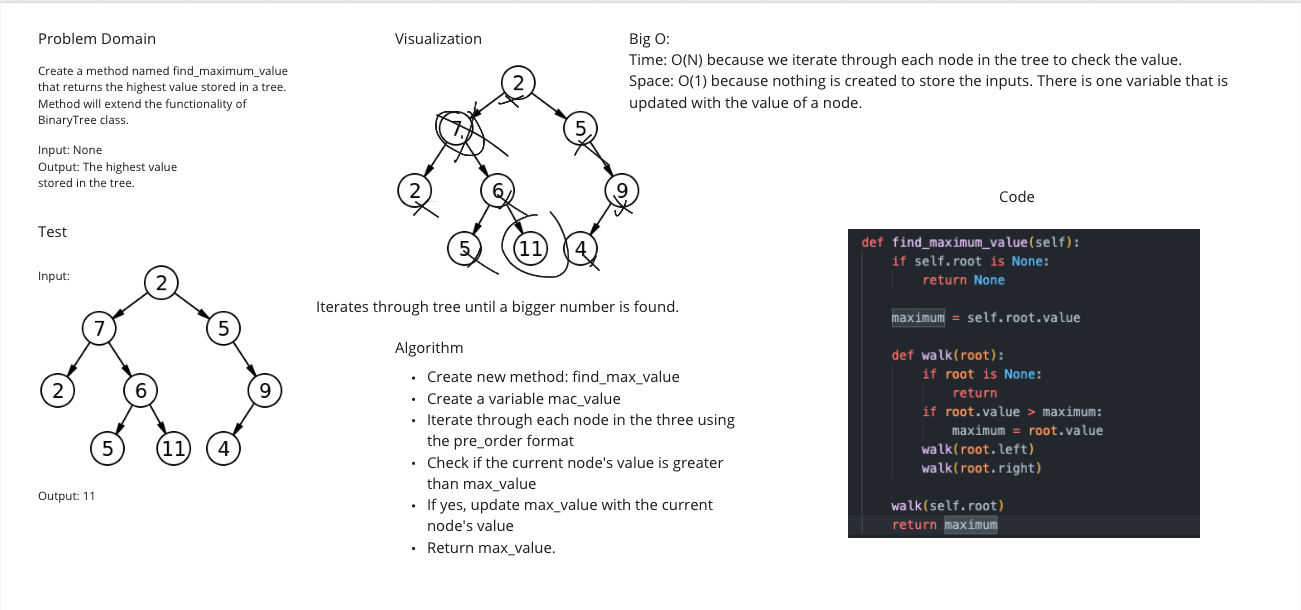 Problem Domain
Create a method named find_maximum_value
that returns the highest value stored in a tree.
Method will extend the functionality of
BinaryTree class.
Input: None
Output: The highest value
stored in the tree.
Test
Input:
2
7 5
2 6 9
5 11 4
Output: 11
Visualization
2
7 5
2 6 9
5 11 4
Iterates through tree until a bigger number is found.
Algorithm
• Create new method: find_max_value
• Create a variable mac_value
• Iterate through each node in the three using
the pre_order format
• Check if the current node's value is greater
than max_value
• If yes, update max_value with the current
node's value
• Return max_value.
Big O:
Time: O(N) because we iterate through each node in the tree to check the value.
Space: O(1) because nothing is created to store the inputs. There is one variable that is
updated with the value of a node.
Code
def find_maximum_value(self):
    if self.root is None:
        return None
    maximum = self.root.value
    def walk(root):
        if root is None:
            return
        if root.value > maximum:
            maximum = root.value
        walk(root.left)
        walk(root.right)
    walk(self.root)
    return maximum